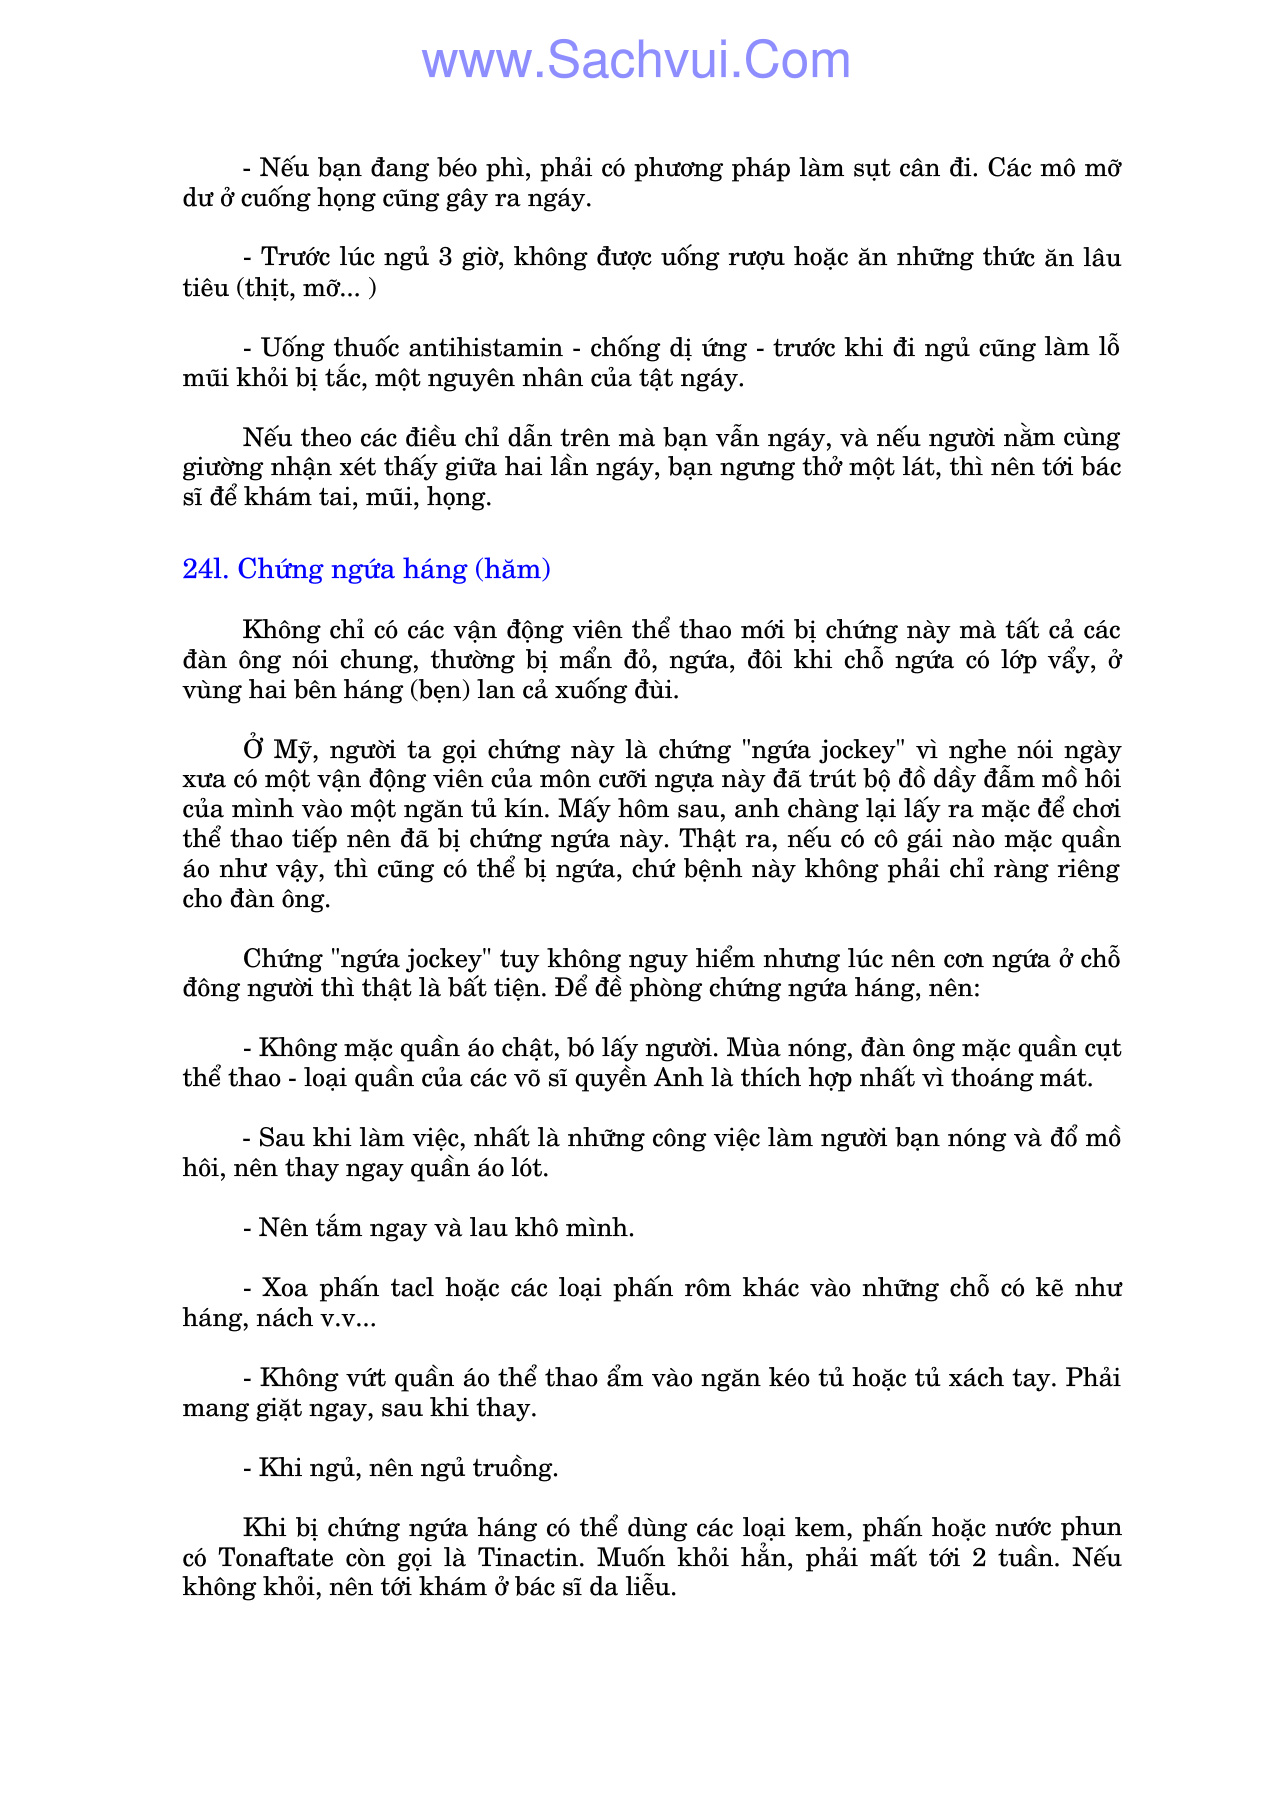 www.Sachvui.Com
- Nếu bạn đang béo phì, phải có phương pháp làm sụt cân đi. Các mô mỡ
dư ở cuống họng cũng gây ra ngáy.
- Trước lúc ngủ 3 giờ, không được uống rượu hoặc ăn những thức ăn lâu
tiêu (thịt, mỡ... )
- Uống thuốc antihistamin - chống dị ứng - trước khi đi ngủ cũng làm lỗ
mũi khỏi bị tắc, một nguyên nhân của tật ngáy.
Nếu theo các điều chỉ dẫn trên mà bạn vẫn ngáy, và nếu người nằm cùng
giường nhận xét thấy giữa hai lần ngáy, bạn ngưng thở một lát, thì nên tới bác
sĩ để khám tai, mũi, họng.
24l. Chứng ngứa háng (hăm)
Không chỉ có các vận động viên thể thao mới bị chứng này mà tất cả các
đàn ông nói chung, thường bị mẩn đỏ, ngứa, đôi khi chỗ ngứa có lớp vẩy, ở
vùng hai bên háng (bẹn) lan cả xuống đùi.
Ở Mỹ, người ta gọi chứng này là chứng "ngứa jockey" vì nghe nói ngày
xưa có một vận động viên của môn cưỡi ngựa này đã trút bộ đồ dầy đẫm mồ hôi
của mình vào một ngăn tủ kín. Mấy hôm sau, anh chàng lại lấy ra mặc để chơi
thể thao tiếp nên đã bị chứng ngứa này. Thật ra, nếu có cô gái nào mặc quần
áo như vậy, thì cũng có thể bị ngứa, chứ bệnh này không phải chỉ ràng riêng
cho đàn ông.
Chứng "ngứa jockey" tuy không nguy hiểm nhưng lúc nên cơn ngứa ở chỗ
đông người thì thật là bất tiện. Để đề phòng chứng ngứa háng, nên:
- Không mặc quần áo chật, bó lấy người. Mùa nóng, đàn ông mặc quần cụt
thể thao - loại quần của các võ sĩ quyền Anh là thích hợp nhất vì thoáng mát.
- Sau khi làm việc, nhất là những công việc làm người bạn nóng và đổ mồ
hôi, nên thay ngay quần áo lót.
- Nên tắm ngay và lau khô mình.
- Xoa phấn tacl hoặc các loại phấn rôm khác vào những chỗ có kẽ như
háng, nách v.v...
- Không vứt quần áo thể thao ẩm vào ngăn kéo tủ hoặc tủ xách tay. Phải
mang giặt ngay, sau khi thay.
- Khi ngủ, nên ngủ truồng.
Khi bị chứng ngứa háng có thể dùng các loại kem, phấn hoặc nước phun
có Tonaftate còn gọi là Tinactin. Muốn khỏi hẳn, phải mất tới 2 tuần. Nếu
không khỏi, nên tới khám ở bác sĩ da liễu.